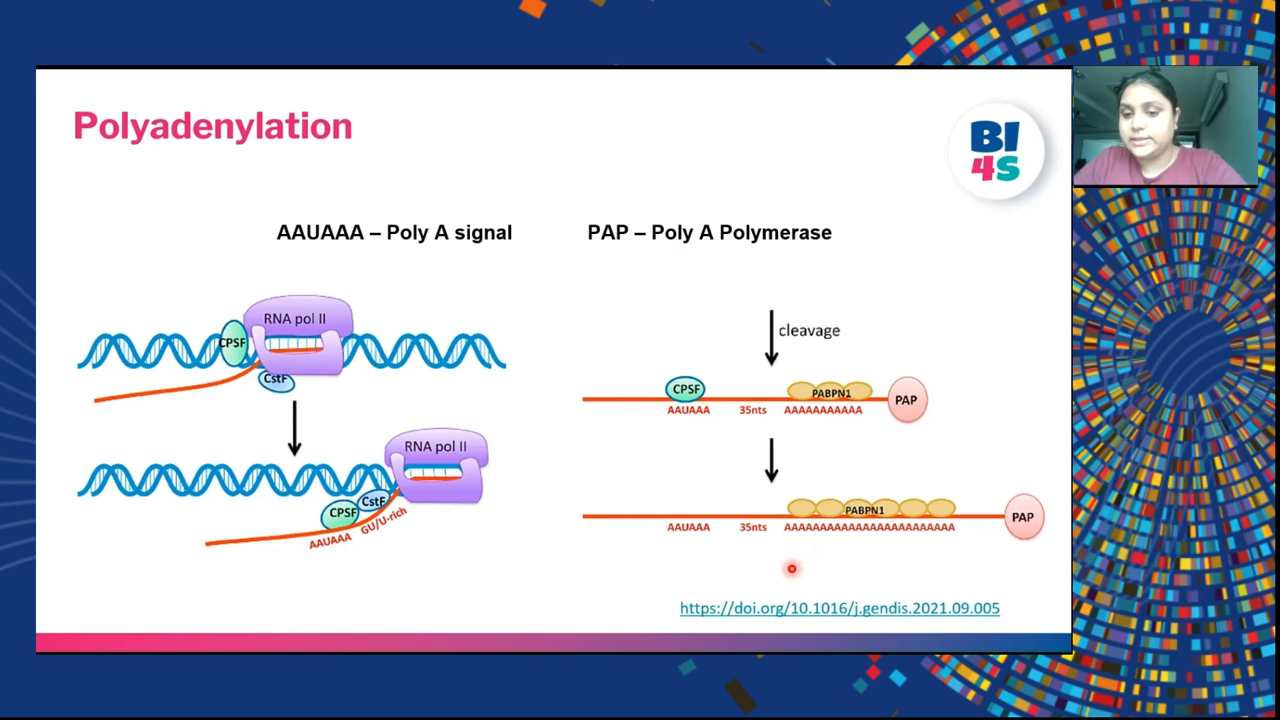 Polyadenylation
BI
4S
AAUAAA – Poly A signal
PAP – Poly A Polymerase
RNA pol II
CPSF
CstF
RNA pol II
CPSF
CstF
AAUAAA
GU/U-rich
cleavage
CPSF
PABPN1
PAP
AAUAAA 35nts AAAAAAAAAAA
PABPN1
PAP
AAUAAA 35nts AAAAAAAAAAAAAAAAAAAAAAAA
https://doi.org/10.1016/j.gendis.2021.09.005